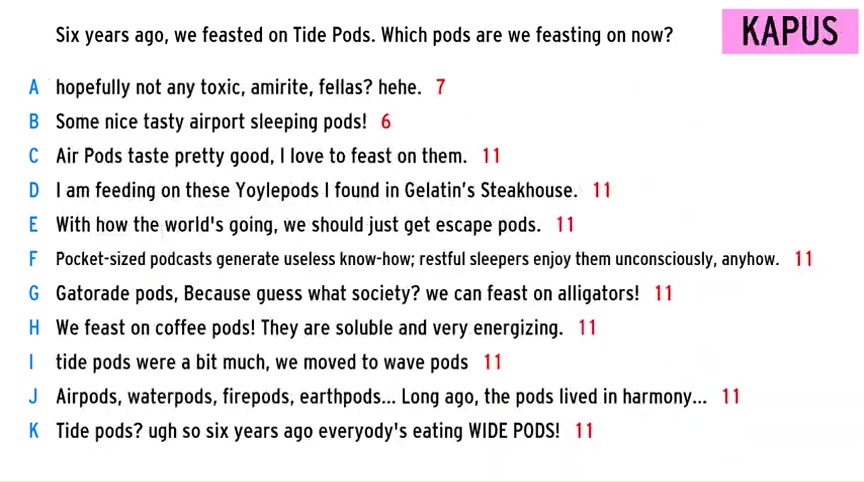 Six years ago, we feasted on Tide Pods. Which pods are we feasting on now?
KAPUS
A hopefully not any toxic, amirite, fellas? hehe. 7
B Some nice tasty airport sleeping pods! 6
C Air Pods taste pretty good, I love to feast on them. 11
D I am feeding on these Yoylepods I found in Gelatin's Steakhouse. 11
E With how the world's going, we should just get escape pods. 11
F Pocket-sized podcasts generate useless know-how; restful sleepers enjoy them unconsciously, anyhow. 11
G Gatorade pods, Because guess what society? we can feast on alligators! 11
H We feast on coffee pods! They are soluble and very energizing. 11
I tide pods were a bit much, we moved to wave pods 11
J Airpods, waterpods, firepods, earthpods... Long ago, the pods lived in harmony... 11
K Tide pods? ugh so six years ago everyody's eating WIDE PODS! 11